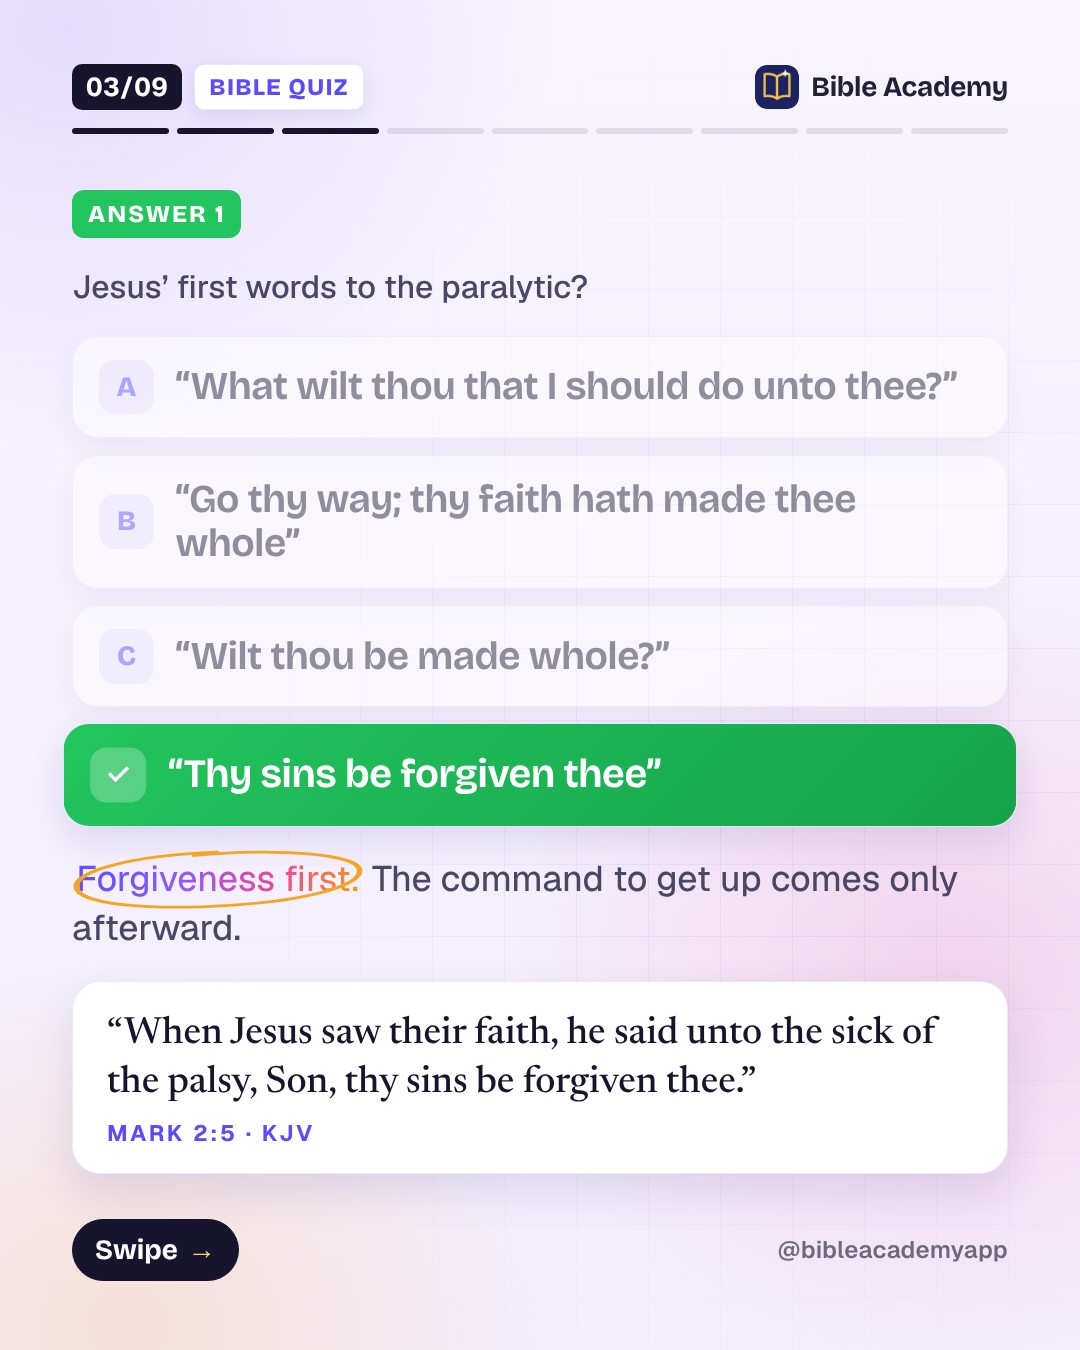 03/09
BIBLE QUIZ
Bible Academy
ANSWER 1
Jesus’ first words to the paralytic?
A
“What wilt thou that I should do unto thee?”
B
“Go thy way; thy faith hath made thee
whole”
C
“Wilt thou be made whole?”
“Thy sins be forgiven thee”
Forgiveness first. The command to get up comes only
afterward.
“When Jesus saw their faith, he said unto the sick of
the palsy, Son, thy sins be forgiven thee.”
MARK 2:5 · KJV
Swipe →
@bibleacademyapp